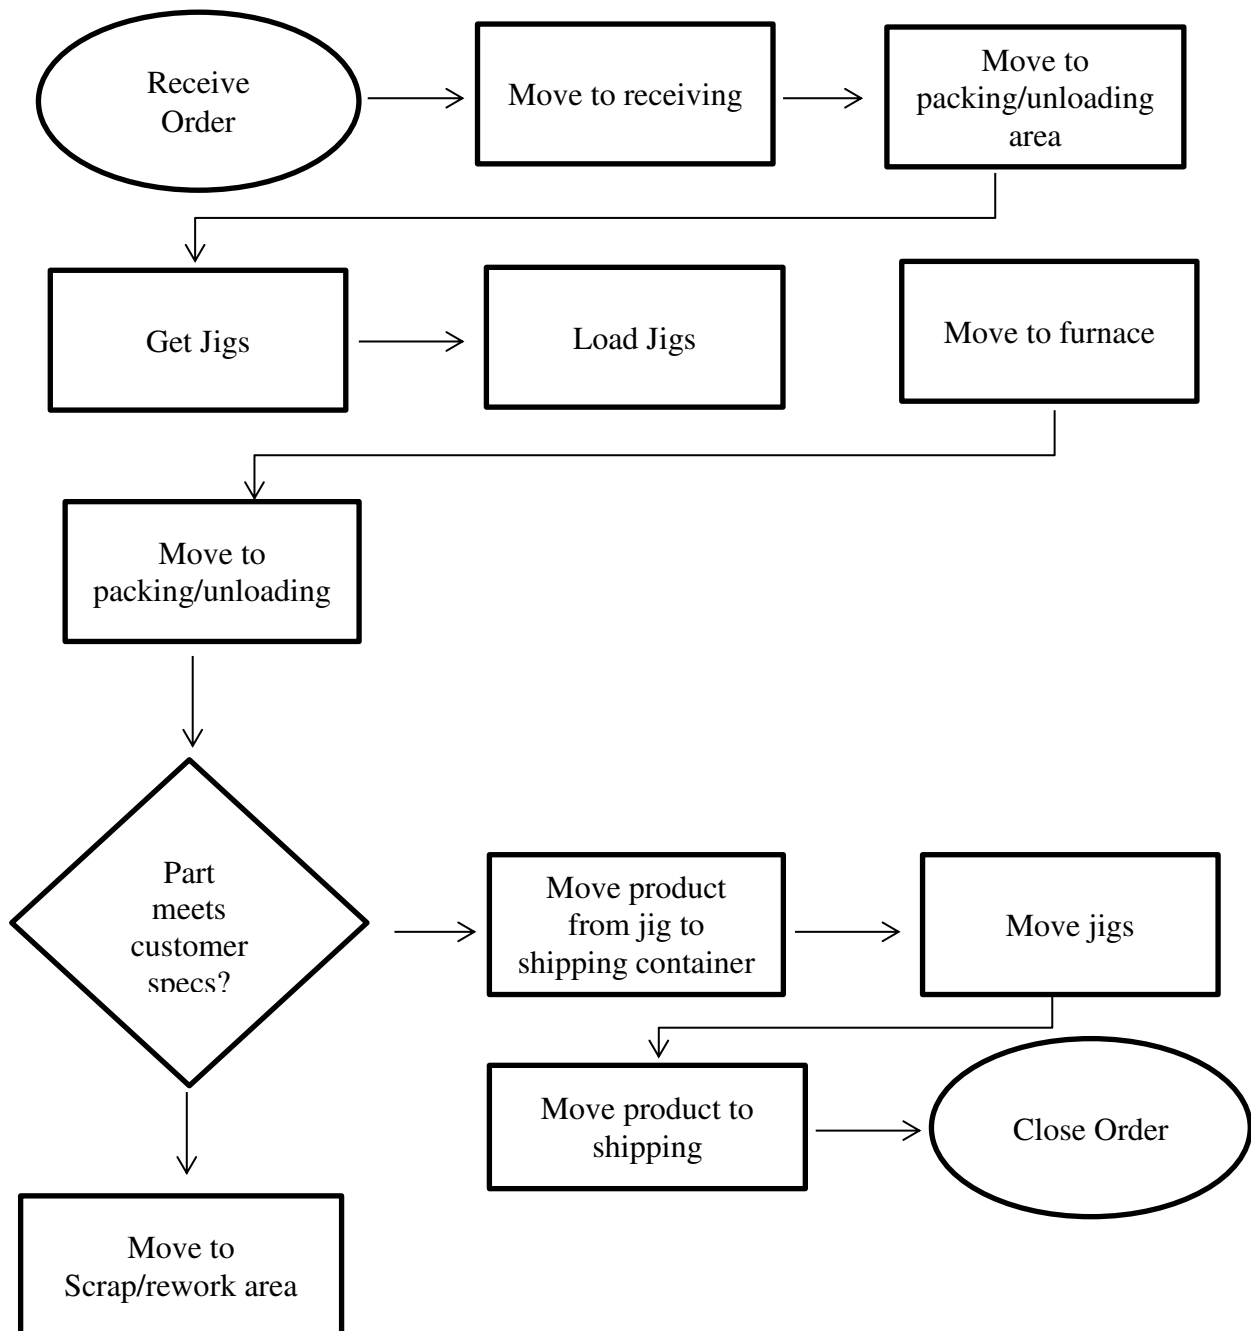 Receive
Order
Move to receiving
Move to
packing/unloading
area
Get Jigs
Load Jigs
Move to furnace
Move to
packing/unloading
Part
meets
customer
specs?
Move product
from jig to
shipping container
Move jigs
Move product to
shipping
Close Order
Move to
Scrap/rework area